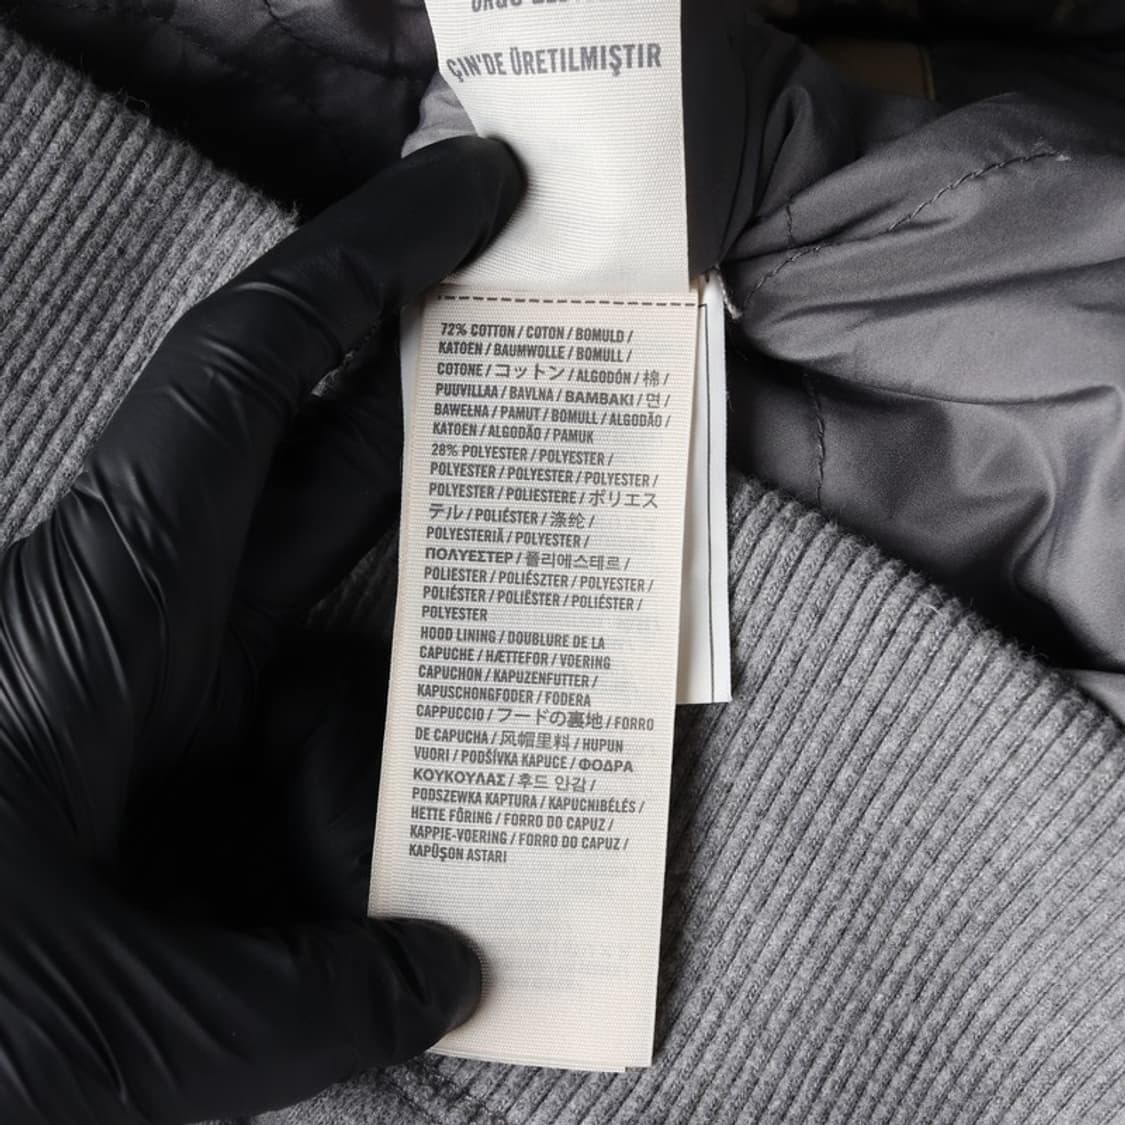 ÇIN'DE ÜRETILMIŞTIR
72% COTTON / COTON / BOMULD /
KATOEN / BAUMWOLLE / BOMULL /
COTONE / コットン / ALGODÓN / 棉 /
PUUVILLAA / BAVLNA / ΒΑΜΒΑΚΙ / 면 /
BAWEŁNA / PAMUT / BOMULL / ALGODÃO /
KATOEN / ALGODÃO / PAMUK
28% POLYESTER / POLYESTER /
POLYESTER / POLYESTER / POLYESTER /
POLYESTER / POLIESTERE / ポリエス
テル / POLIÉSTER / 涤纶 /
POLYESTERIÄ / POLYESTER /
ΠΟΛΥΕΣΤΕΡ / 폴리에스테르 /
POLIESTER / POLIÉSZTER / POLYESTER /
POLIÉSTER / POLIËSTER / POLIÉSTER /
POLYESTER
HOOD LINING / DOUBLURE DE LA
CAPUCHE / HÆTTEFOR / VOERING
CAPUCHON / KAPUZENFUTTER /
KAPUSCHONGFODER / FODERA
CAPPUCCIO / フードの裏地 / FORRO
DE CAPUCHA / 风帽里料 / HUPUN
VUORI / PODŠÍVKA KAPUCE / ΦΟΔΡΑ
ΚΟΥΚΟΥΛΑΣ / 후드 안감 /
PODSZEWKA KAPTURA / KAPUCNIBÉLÉS /
HETTE FÔRING / FORRO DO CAPUZ /
KAPPIE-VOERING / FORRO DO CAPUZ /
KAPÜŞON ASTARI